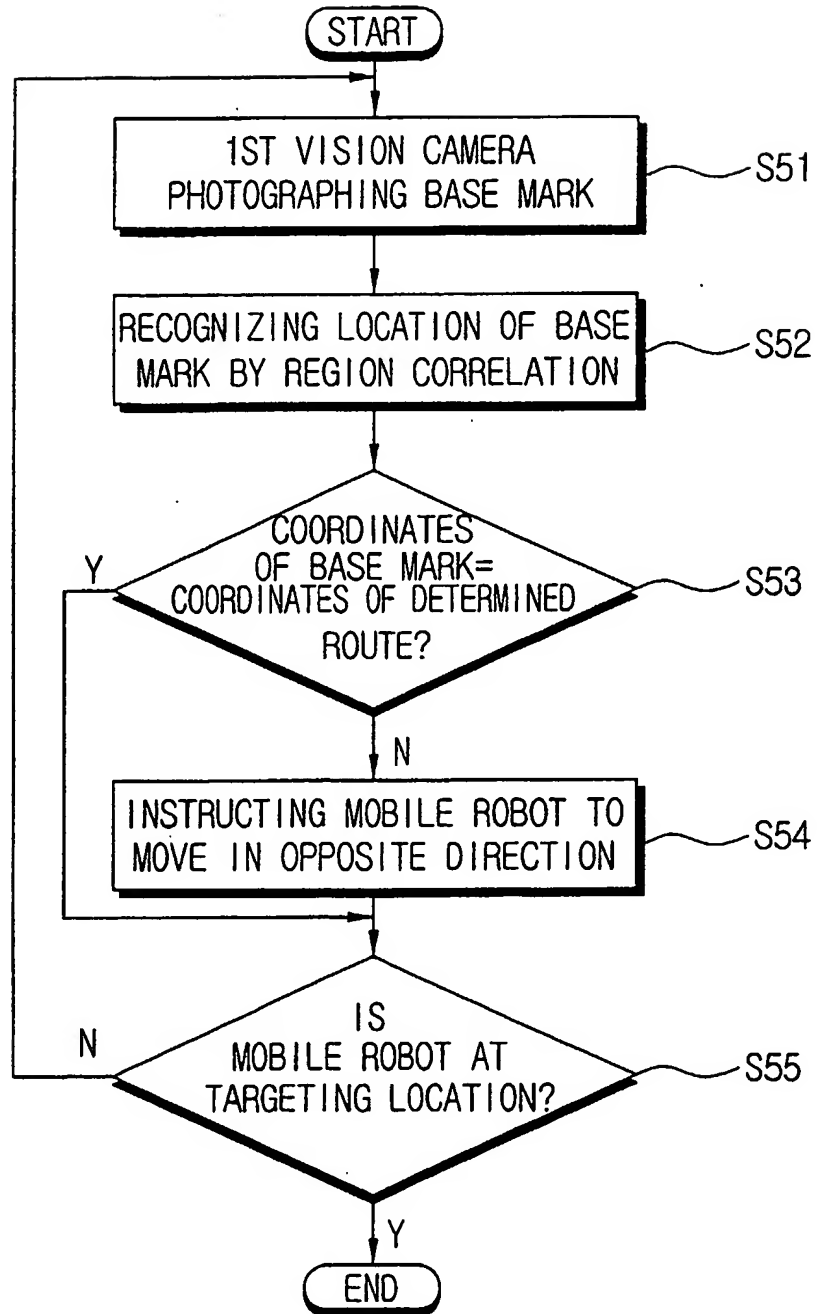 START
1ST VISION CAMERA
PHOTOGRAPHING BASE MARK
S51
RECOGNIZING LOCATION OF BASE
MARK BY REGION CORRELATION
S52
COORDINATES
OF BASE MARK=
COORDINATES OF DETERMINED
ROUTE?
S53
Y
N
INSTRUCTING MOBILE ROBOT TO
MOVE IN OPPOSITE DIRECTION
S54
IS
MOBILE ROBOT AT
TARGETING LOCATION?
S55
N
Y
END